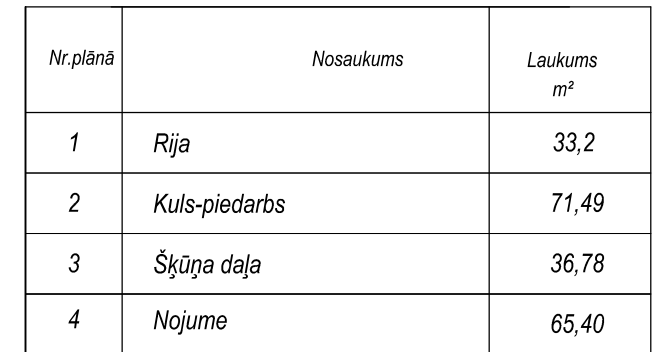 Nr.plānā Nosaukums Laukums
m²
1 Rija 33,2
2 Kuls-piedarbs 71,49
3 Šķūņa daļa 36,78
4 Nojume 65,40